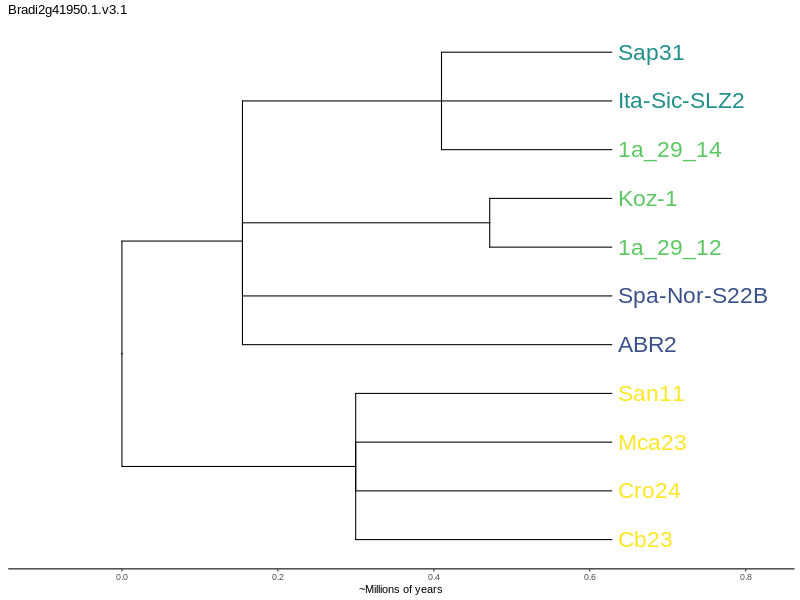 Bradi2g41950.1.v3.1
Sap31
Ita-Sic-SLZ2
1a_29_14
Koz-1
1a_29_12
Spa-Nor-S22B
ABR2
San11
Mca23
Cro24
Cb23
0.0 0.2 0.4 0.6 0.8
~Millions of years